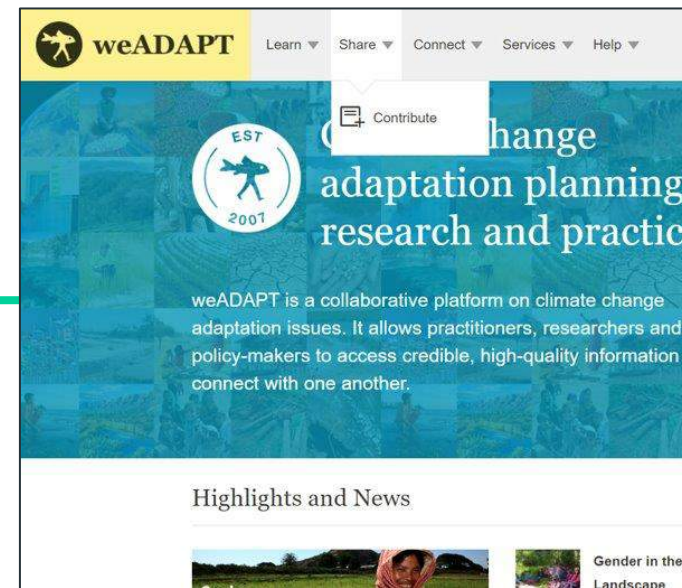 weADAPT
Learn Share Connect Services Help
Contribute
EST
2007
hange
adaptation planning
research and practic
weADAPT is a collaborative platform on climate change
adaptation issues. It allows practitioners, researchers and
policy-makers to access credible, high-quality information
connect with one another.
Highlights and News
Gender in the
Landscape